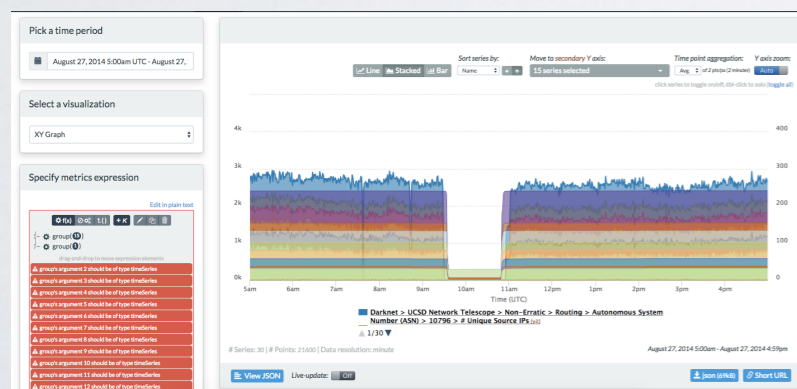 Pick a time period
August 27, 2014 5:00am UTC - August 27,
Select a visualization
XY Graph
Specify metrics expression
Edit in plain text
f(x)
+K
group(
group(
drag-and-drop to move expression elements
group's argument 2 should be of type timeSeries
group's argument 3 should be of type timeSeries
group's argument 4 should be of type timeSeries
group's argument 5 should be of type timeSeries
group's argument 6 should be of type timeSeries
group's argument 7 should be of type timeSeries
group's argument 8 should be of type timeSeries
group's argument 9 should be of type timeSeries
group's argument 10 should be of type timeSeries
group's argument 11 should be of type timeSeries
group's argument 12 should be of type timeSeries
Sort series by: Move to secondary Y axis: Time point aggregation: Y axis zoom:
Line Stacked Bar Name 15 series selected Avg of 2 pts/px (2 minutes) Auto
click series to toggle on/off, dbl-click to solo (toggle all)
4k 400
3k 300
2k 200
1k 100
0k 0
5am 6am 7am 8am 9am 10am 11am 12pm 1pm 2pm 3pm 4pm
Time (UTC)
Darknet > UCSD Network Telescope > Non-Erratic > Routing > Autonomous System
Number (ASN) > 10796 > # Unique Source IPs
1/30
# Series: 30 | # Points: 21600 | Data resolution: minute August 27, 2014 5:00am - August 27, 2014 4:59pm
View JSON Live-update: Off json (69kB) Short URL